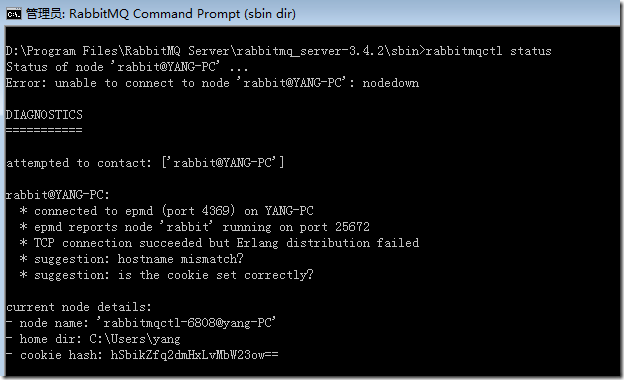 管理员: RabbitMQ Command Prompt (sbin dir)
D:\Program Files\RabbitMQ Server\rabbitmq_server-3.4.2\sbin>rabbitmqctl status
Status of node 'rabbit@YANG-PC' ...
Error: unable to connect to node 'rabbit@YANG-PC': nodedown
DIAGNOSTICS
===========
attempted to contact: ['rabbit@YANG-PC']
rabbit@YANG-PC:
  * connected to epmd (port 4369) on YANG-PC
  * epmd reports node 'rabbit' running on port 25672
  * TCP connection succeeded but Erlang distribution failed
  * suggestion: hostname mismatch?
  * suggestion: is the cookie set correctly?
current node details:
- node name: 'rabbitmqctl-6808@yang-PC'
- home dir: C:\Users\yang
- cookie hash: hSbikZfq2dmHxLvMbW23ow==